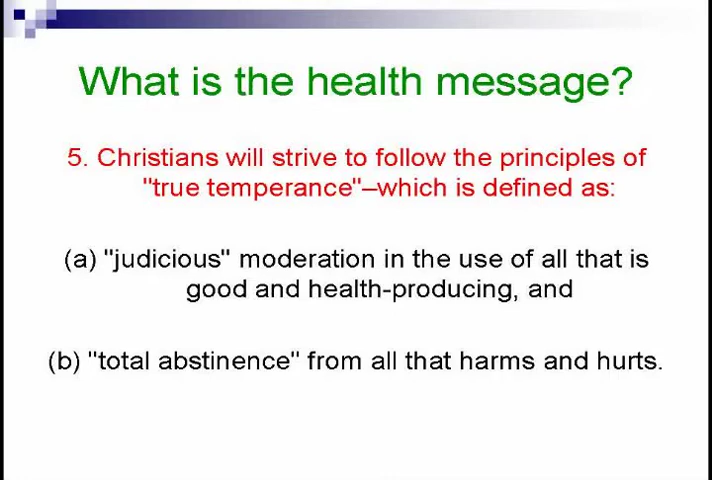 What is the health message?
5. Christians will strive to follow the principles of
"true temperance"–which is defined as:
(a) "judicious" moderation in the use of all that is
good and health-producing, and
(b) "total abstinence" from all that harms and hurts.